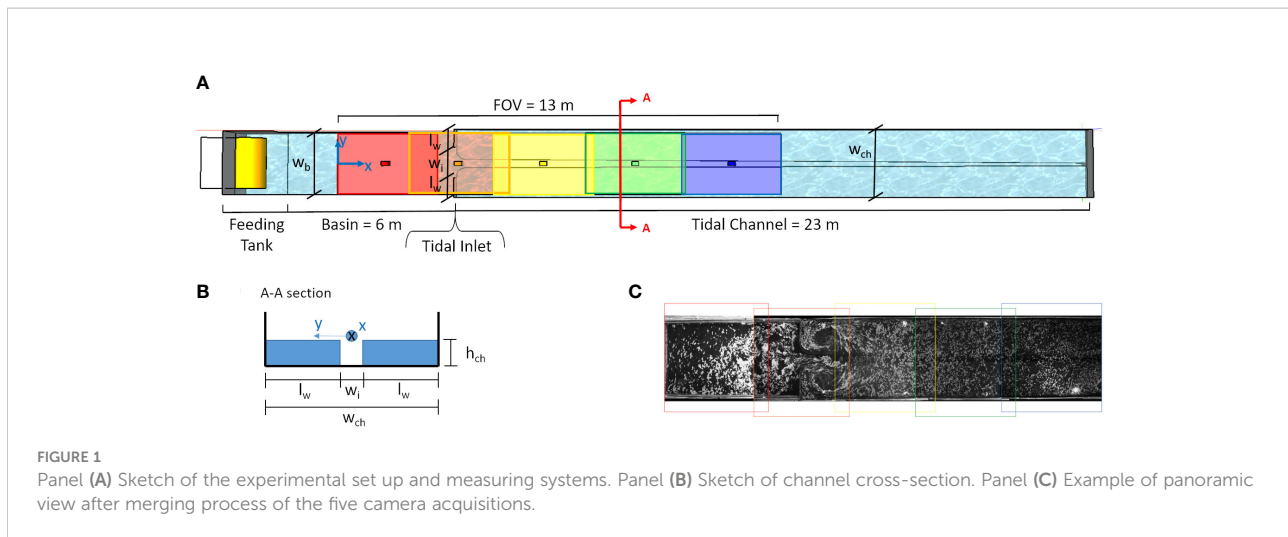 A
FOV = 13 m
A
w_b
y
x
l_w
w_i
l_w
w_ch
A
Feeding
Tank
Basin = 6 m
Tidal Inlet
Tidal Channel = 23 m
B
A-A section
y
x
x
h_ch
l_w
w_i
l_w
w_ch
C
FIGURE 1
Panel (A) Sketch of the experimental set up and measuring systems. Panel (B) Sketch of channel cross-section. Panel (C) Example of panoramic
view after merging process of the five camera acquisitions.